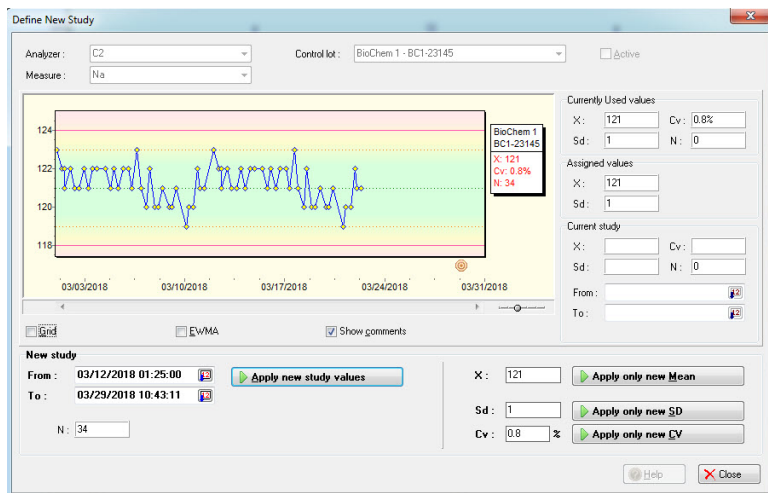 Define New Study
Analyzer : C2 Control lot : BioChem 1 - BC1-23145 Active
Measure : Na
Currently Used values
X : 121 Cv : 0.8%
Sd : 1 N : 0
Assigned values
X : 121
Sd : 1
Current study
X : Cv :
Sd : N : 0
From : 12
To : 12
124
122
120
118
BioChem 1
BC1-23145
X: 121
Cv: 0.8%
N: 34
03/03/2018 03/10/2018 03/17/2018 03/24/2018 03/31/2018
Grid EWMA Show comments
New study
From : 03/12/2018 01:25:00 12 Apply new study values
To : 03/29/2018 10:43:11 12
N : 34
X : 121 Apply only new Mean
Sd : 1 Apply only new SD
Cv : 0.8 % Apply only new CV
Help Close